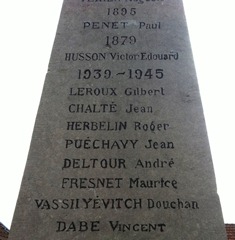 1895
PENET Paul
1879
HUSSON Victor Edouard
1939-1945
LEROUX Gilbert
CHALTÉ Jean
HERBELIN Roger
PUÉCHAVY Jean
DELTOUR André
FRESNET Maurice
VASSILYÉVITCH Douchan
DABE VINCENT